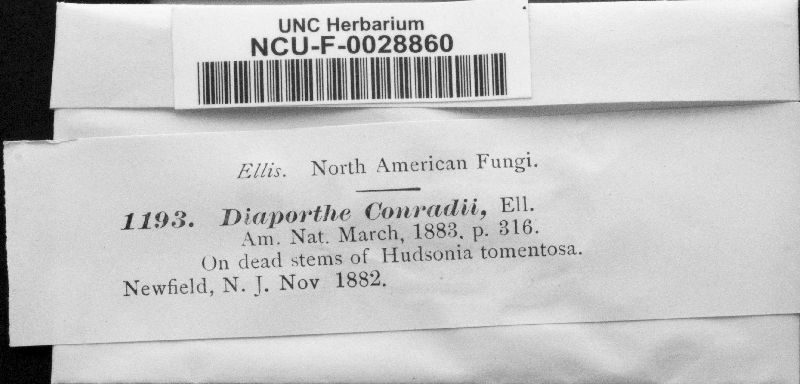 UNC Herbarium
NCU-F-0028860
Ellis. North American Fungi.
1193. Diaporthe Conradii, Ell.
Am. Nat. March, 1883. p. 316.
On dead stems of Hudsonia tomentosa.
Newfield, N. J. Nov 1882.